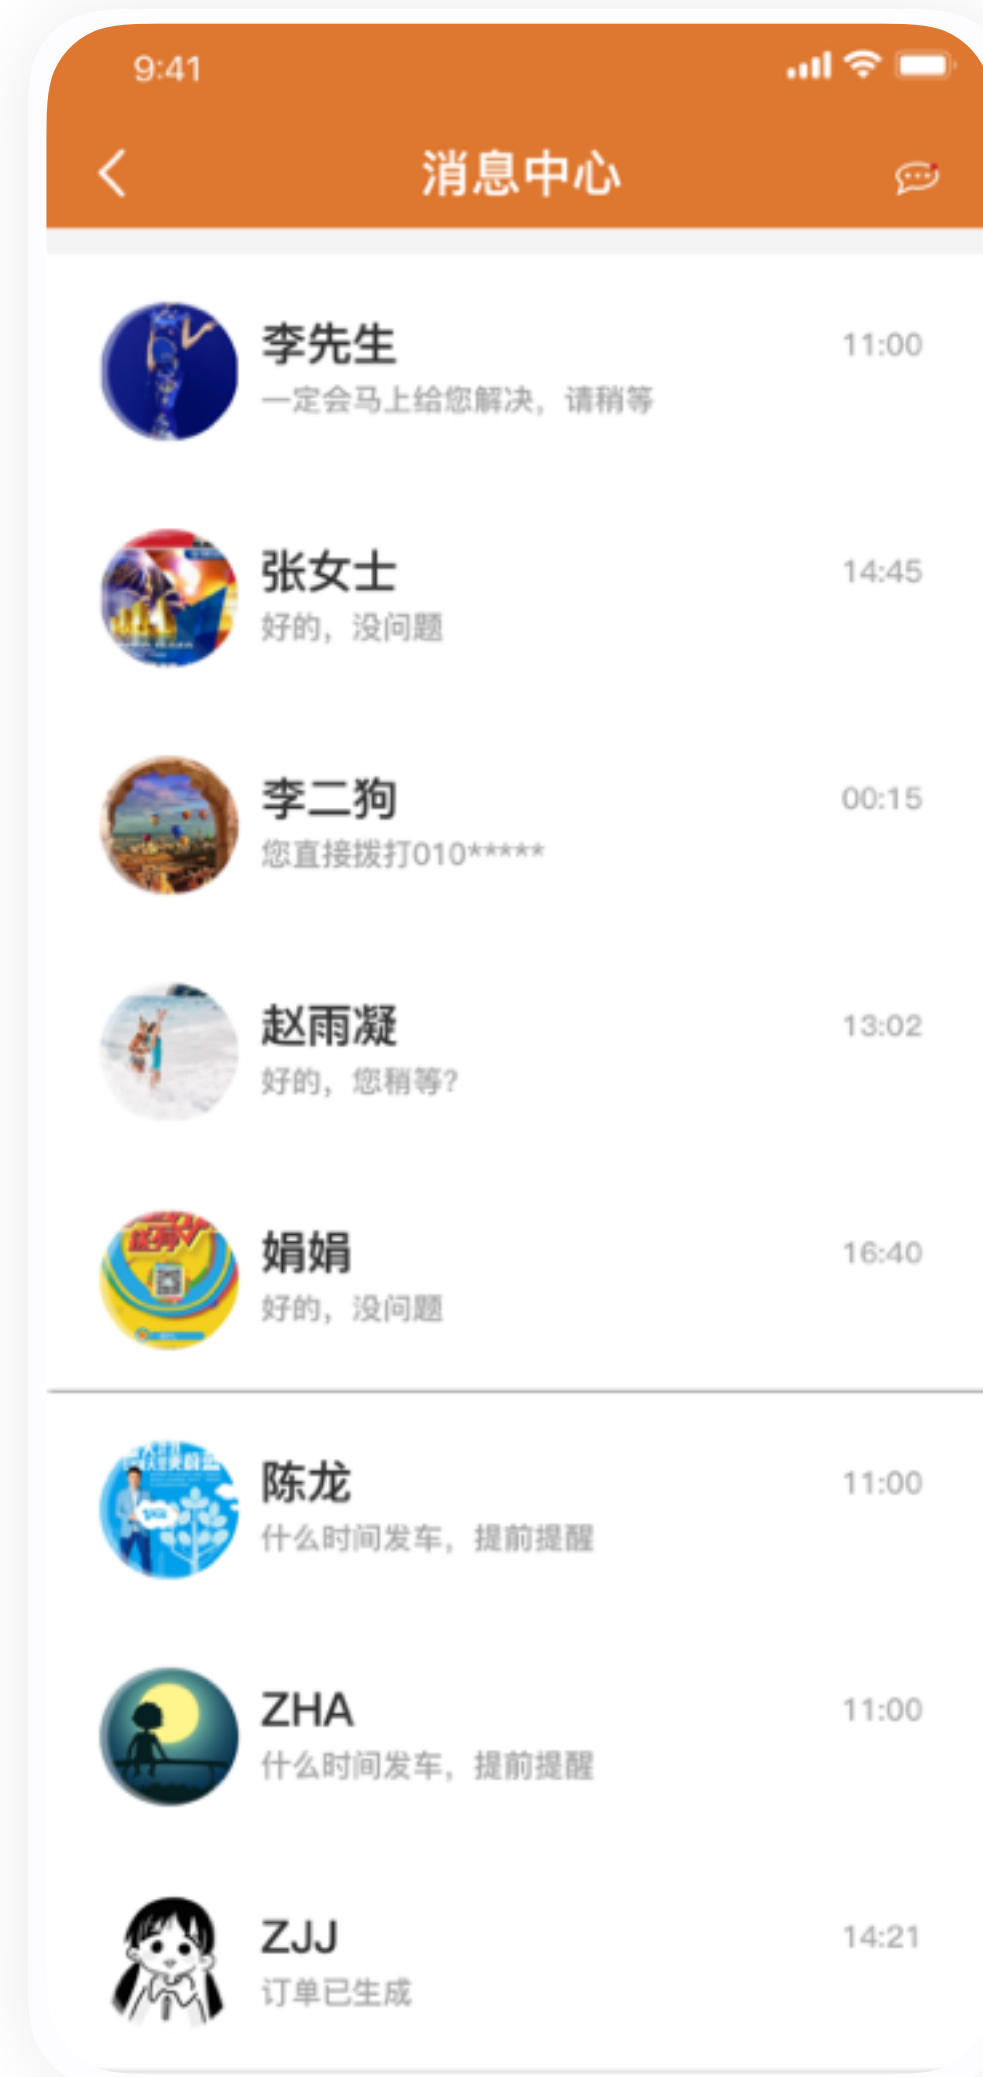 9:41
消息中心
李先生
11:00
一定会马上给您解决，请稍等
张女士
14:45
好的，没问题
李二狗
00:15
您直接拨打010*****
赵雨凝
13:02
好的，您稍等?
娟娟
16:40
好的，没问题
陈龙
11:00
什么时间发车，提前提醒
ZHA
11:00
什么时间发车，提前提醒
ZJJ
14:21
订单已生成